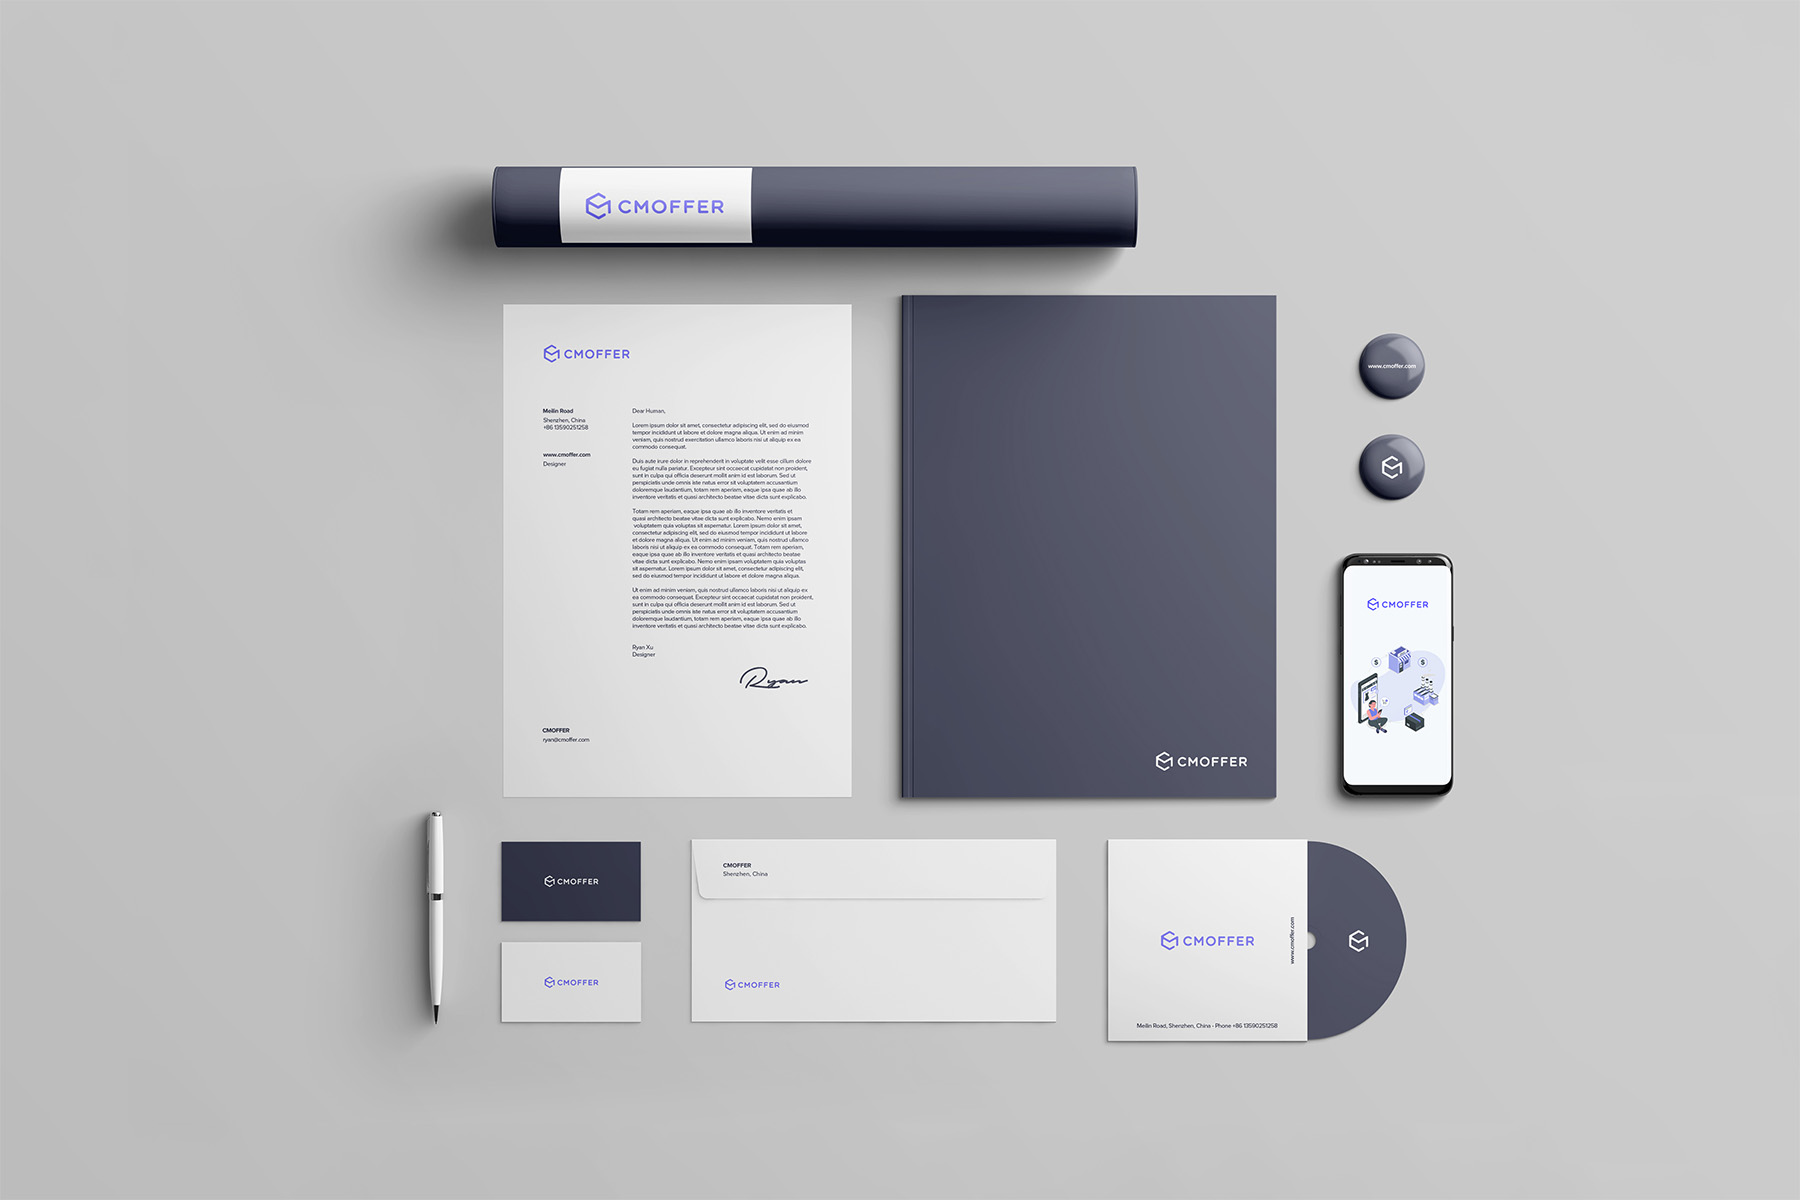 CMOFFER
CMOFFER
Meilin Road
Shenzhen, China
+86 13590251258
www.cmoffer.com
Designer
Dear Human,
Lorem ipsum dolor sit amet, consectetur adipiscing elit, sed do eiusmod
tempor incididunt ut labore et dolore magna aliqua. Ut enim ad minim
veniam, quis nostrud exercitation ullamco laboris nisi ut aliquip ex ea
commodo consequat.
Duis aute irure dolor in reprehenderit in voluptate velit esse cillum dolore
eu fugiat nulla pariatur. Excepteur sint occaecat cupidatat non proident,
sunt in culpa qui officia deserunt mollit anim id est laborum. Sed ut
perspiciatis unde omnis iste natus error sit voluptatem accusantium
doloremque laudantium, totam rem aperiam, eaque ipsa quae ab illo
inventore veritatis et quasi architecto beatae vitae dicta sunt explicabo.
Totam rem aperiam, eaque ipsa quae ab illo inventore veritatis et
quasi architecto beatae vitae dicta sunt explicabo. Nemo enim ipsam
voluptatem quia voluptas sit aspernatur. Lorem ipsum dolor sit amet,
consectetur adipiscing elit, sed do eiusmod tempor incididunt ut labore
et dolore magna aliqua. Ut enim ad minim veniam, quis nostrud ullamco
laboris nisi ut aliquip ex ea commodo consequat. Totam rem aperiam,
eaque ipsa quae ab illo inventore veritatis et quasi architecto beatae
vitae dicta sunt explicabo. Nemo enim ipsam voluptatem quia voluptas
sit aspernatur. Lorem ipsum dolor sit amet, consectetur adipiscing elit,
sed do eiusmod tempor incididunt ut labore et dolore magna aliqua.
Ut enim ad minim veniam, quis nostrud ullamco laboris nisi ut aliquip ex
ea commodo consequat. Excepteur sint occaecat cupidatat non proident,
sunt in culpa qui officia deserunt mollit anim id est laborum. Sed ut
perspiciatis unde omnis iste natus error sit voluptatem accusantium
doloremque laudantium, totam rem aperiam, eaque ipsa quae ab illo
inventore veritatis et quasi architecto beatae vitae dicta sunt explicabo.
Ryan Xu
Designer
Ryan
CMOFFER
ryan@cmoffer.com
CMOFFER
www.cmoffer.com
CMOFFER
$
$
CMOFFER
CMOFFER
CMOFFER
Shenzhen, China
CMOFFER
CMOFFER
www.cmoffer.com
Meilin Road, Shenzhen, China - Phone +86 13590251258